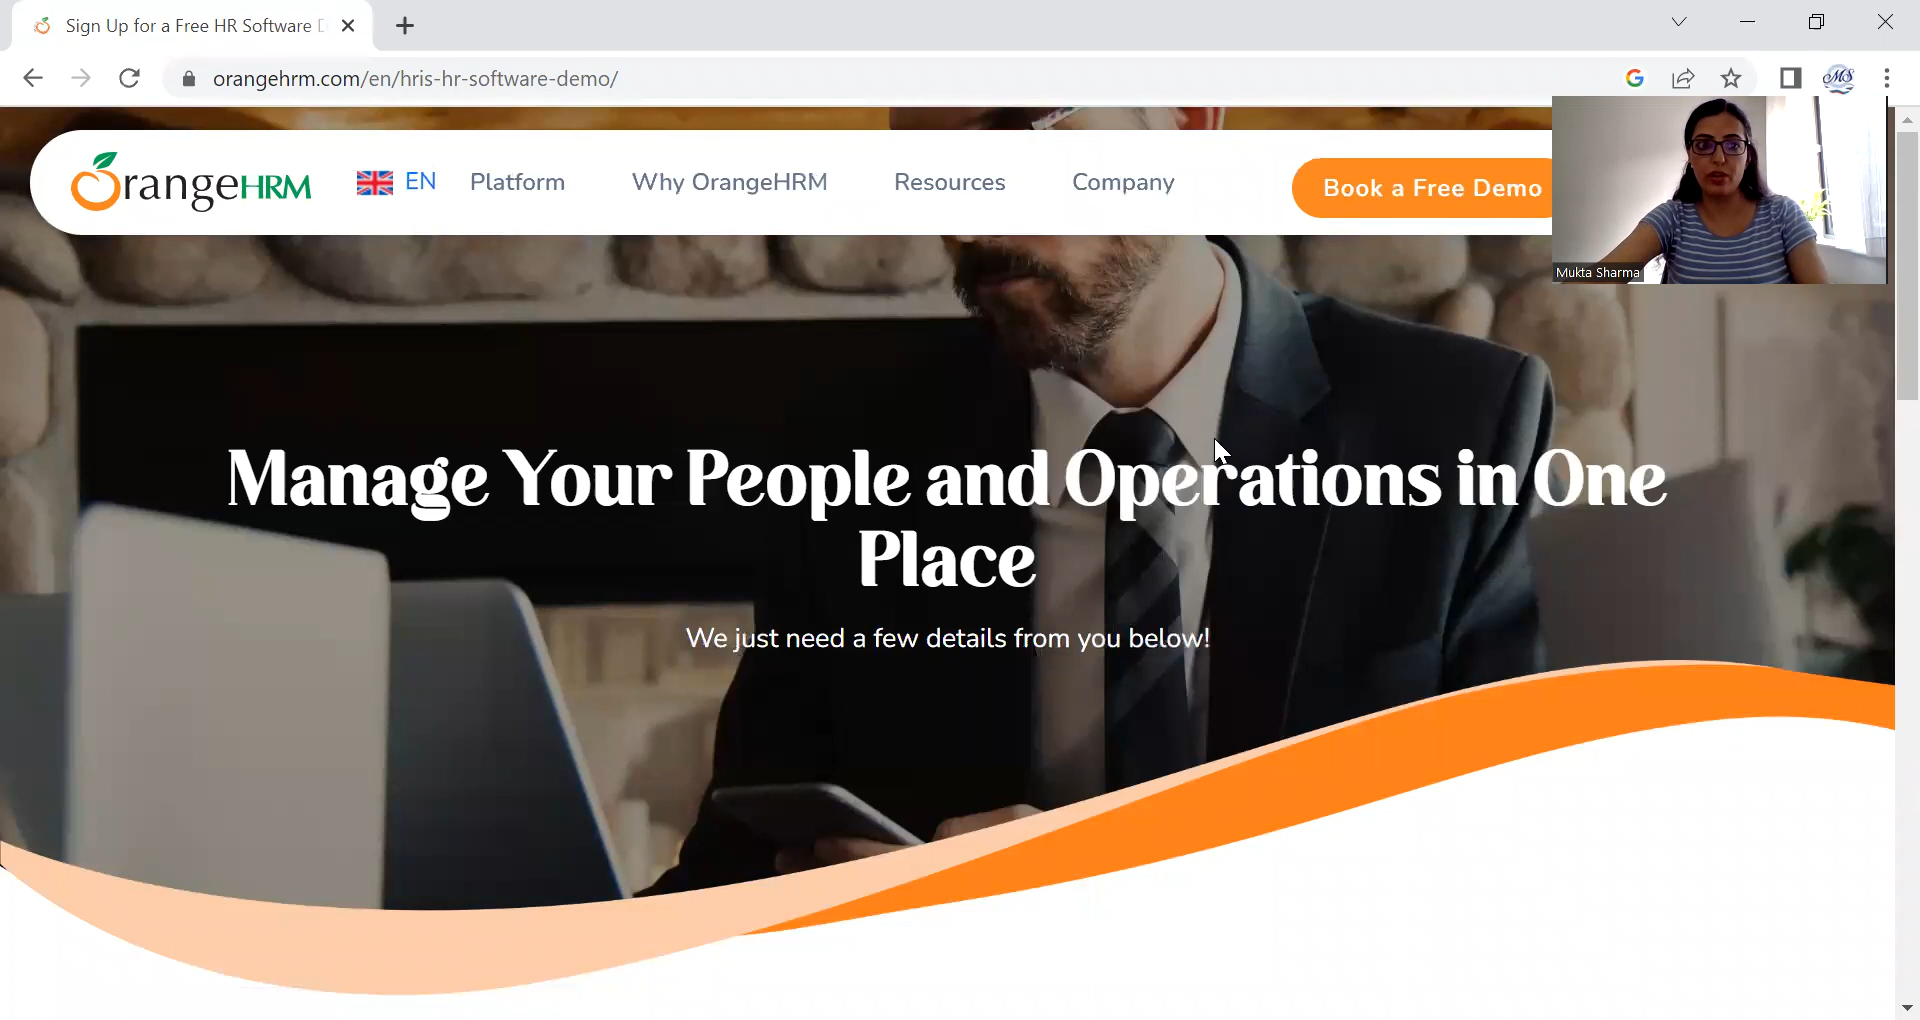 Sign Up for a Free HR Software D
orangehrm.com/en/hris-hr-software-demo/
MS
OrangeHRM
EN
Platform
Why OrangeHRM
Resources
Company
Book a Free Demo
Mukta Sharma
Manage Your People and Operations in One
Place
We just need a few details from you below!